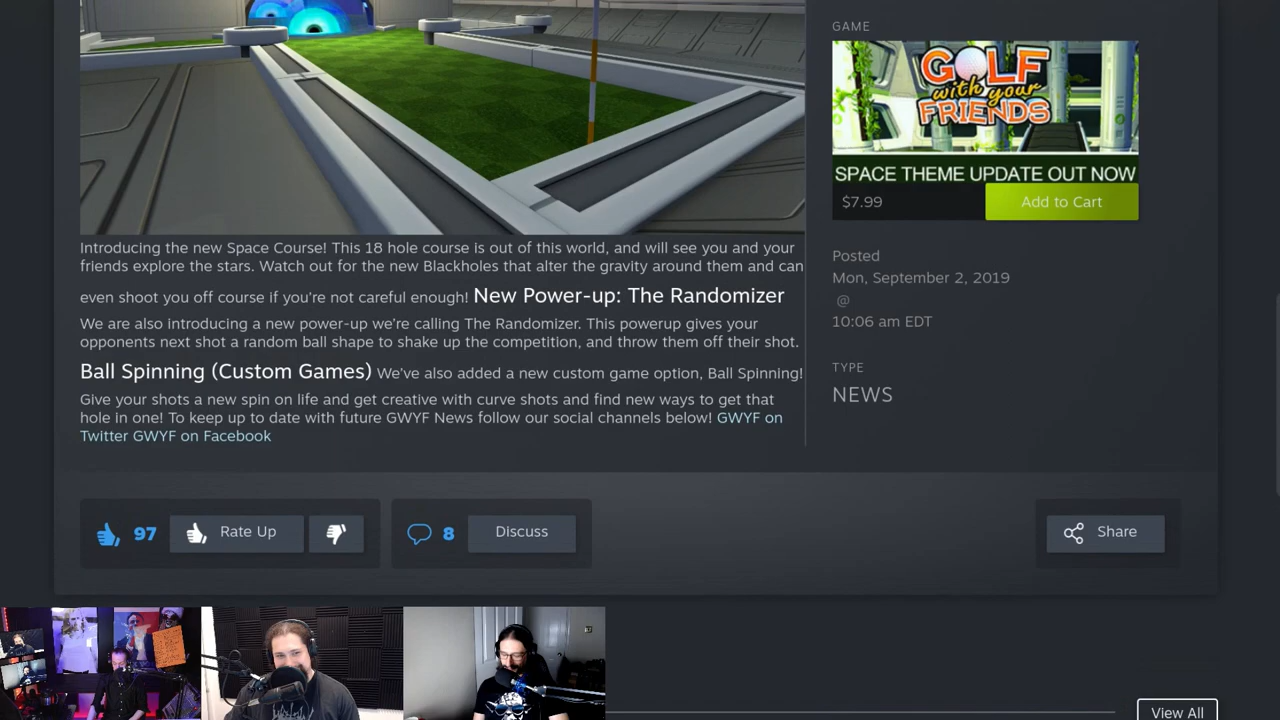 GAME
GOLF
with your
FRIENDS
SPACE THEME UPDATE OUT NOW
$7.99
Add to Cart
Introducing the new Space Course! This 18 hole course is out of this world, and will see you and your
friends explore the stars. Watch out for the new Blackholes that alter the gravity around them and can
even shoot you off course if you're not careful enough! New Power-up: The Randomizer
We are also introducing a new power-up we're calling The Randomizer. This powerup gives your
opponents next shot a random ball shape to shake up the competition, and throw them off their shot.
Ball Spinning (Custom Games) We've also added a new custom game option, Ball Spinning!
Give your shots a new spin on life and get creative with curve shots and find new ways to get that
hole in one! To keep up to date with future GWYF News follow our social channels below! GWYF on
Twitter GWYF on Facebook
Posted
Mon, September 2, 2019
@
10:06 am EDT
TYPE
NEWS
97
Rate Up
8
Discuss
Share
View All